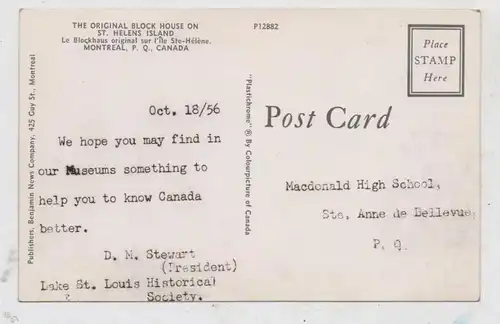 THE ORIGINAL BLOCK HOUSE ON
ST. HELENS ISLAND
Le Blockhaus original sur l'Île Ste-Hélène.
MONTREAL, P. Q., CANADA
P12882
Place
STAMP
Here
Publishers, Benjamin News Company, 425 Guy St., Montreal
Oct. 18/56
We hope you may find in
our Museums something to
help you to know Canada
better.
D. M. Stewart
(President)
Lake St. Louis Historical
Society.
"Plastichrome" ® By Colourpicture of Canada
Post Card
Macdonald High School,
Ste. Anne de Bellevue,
P. Q.